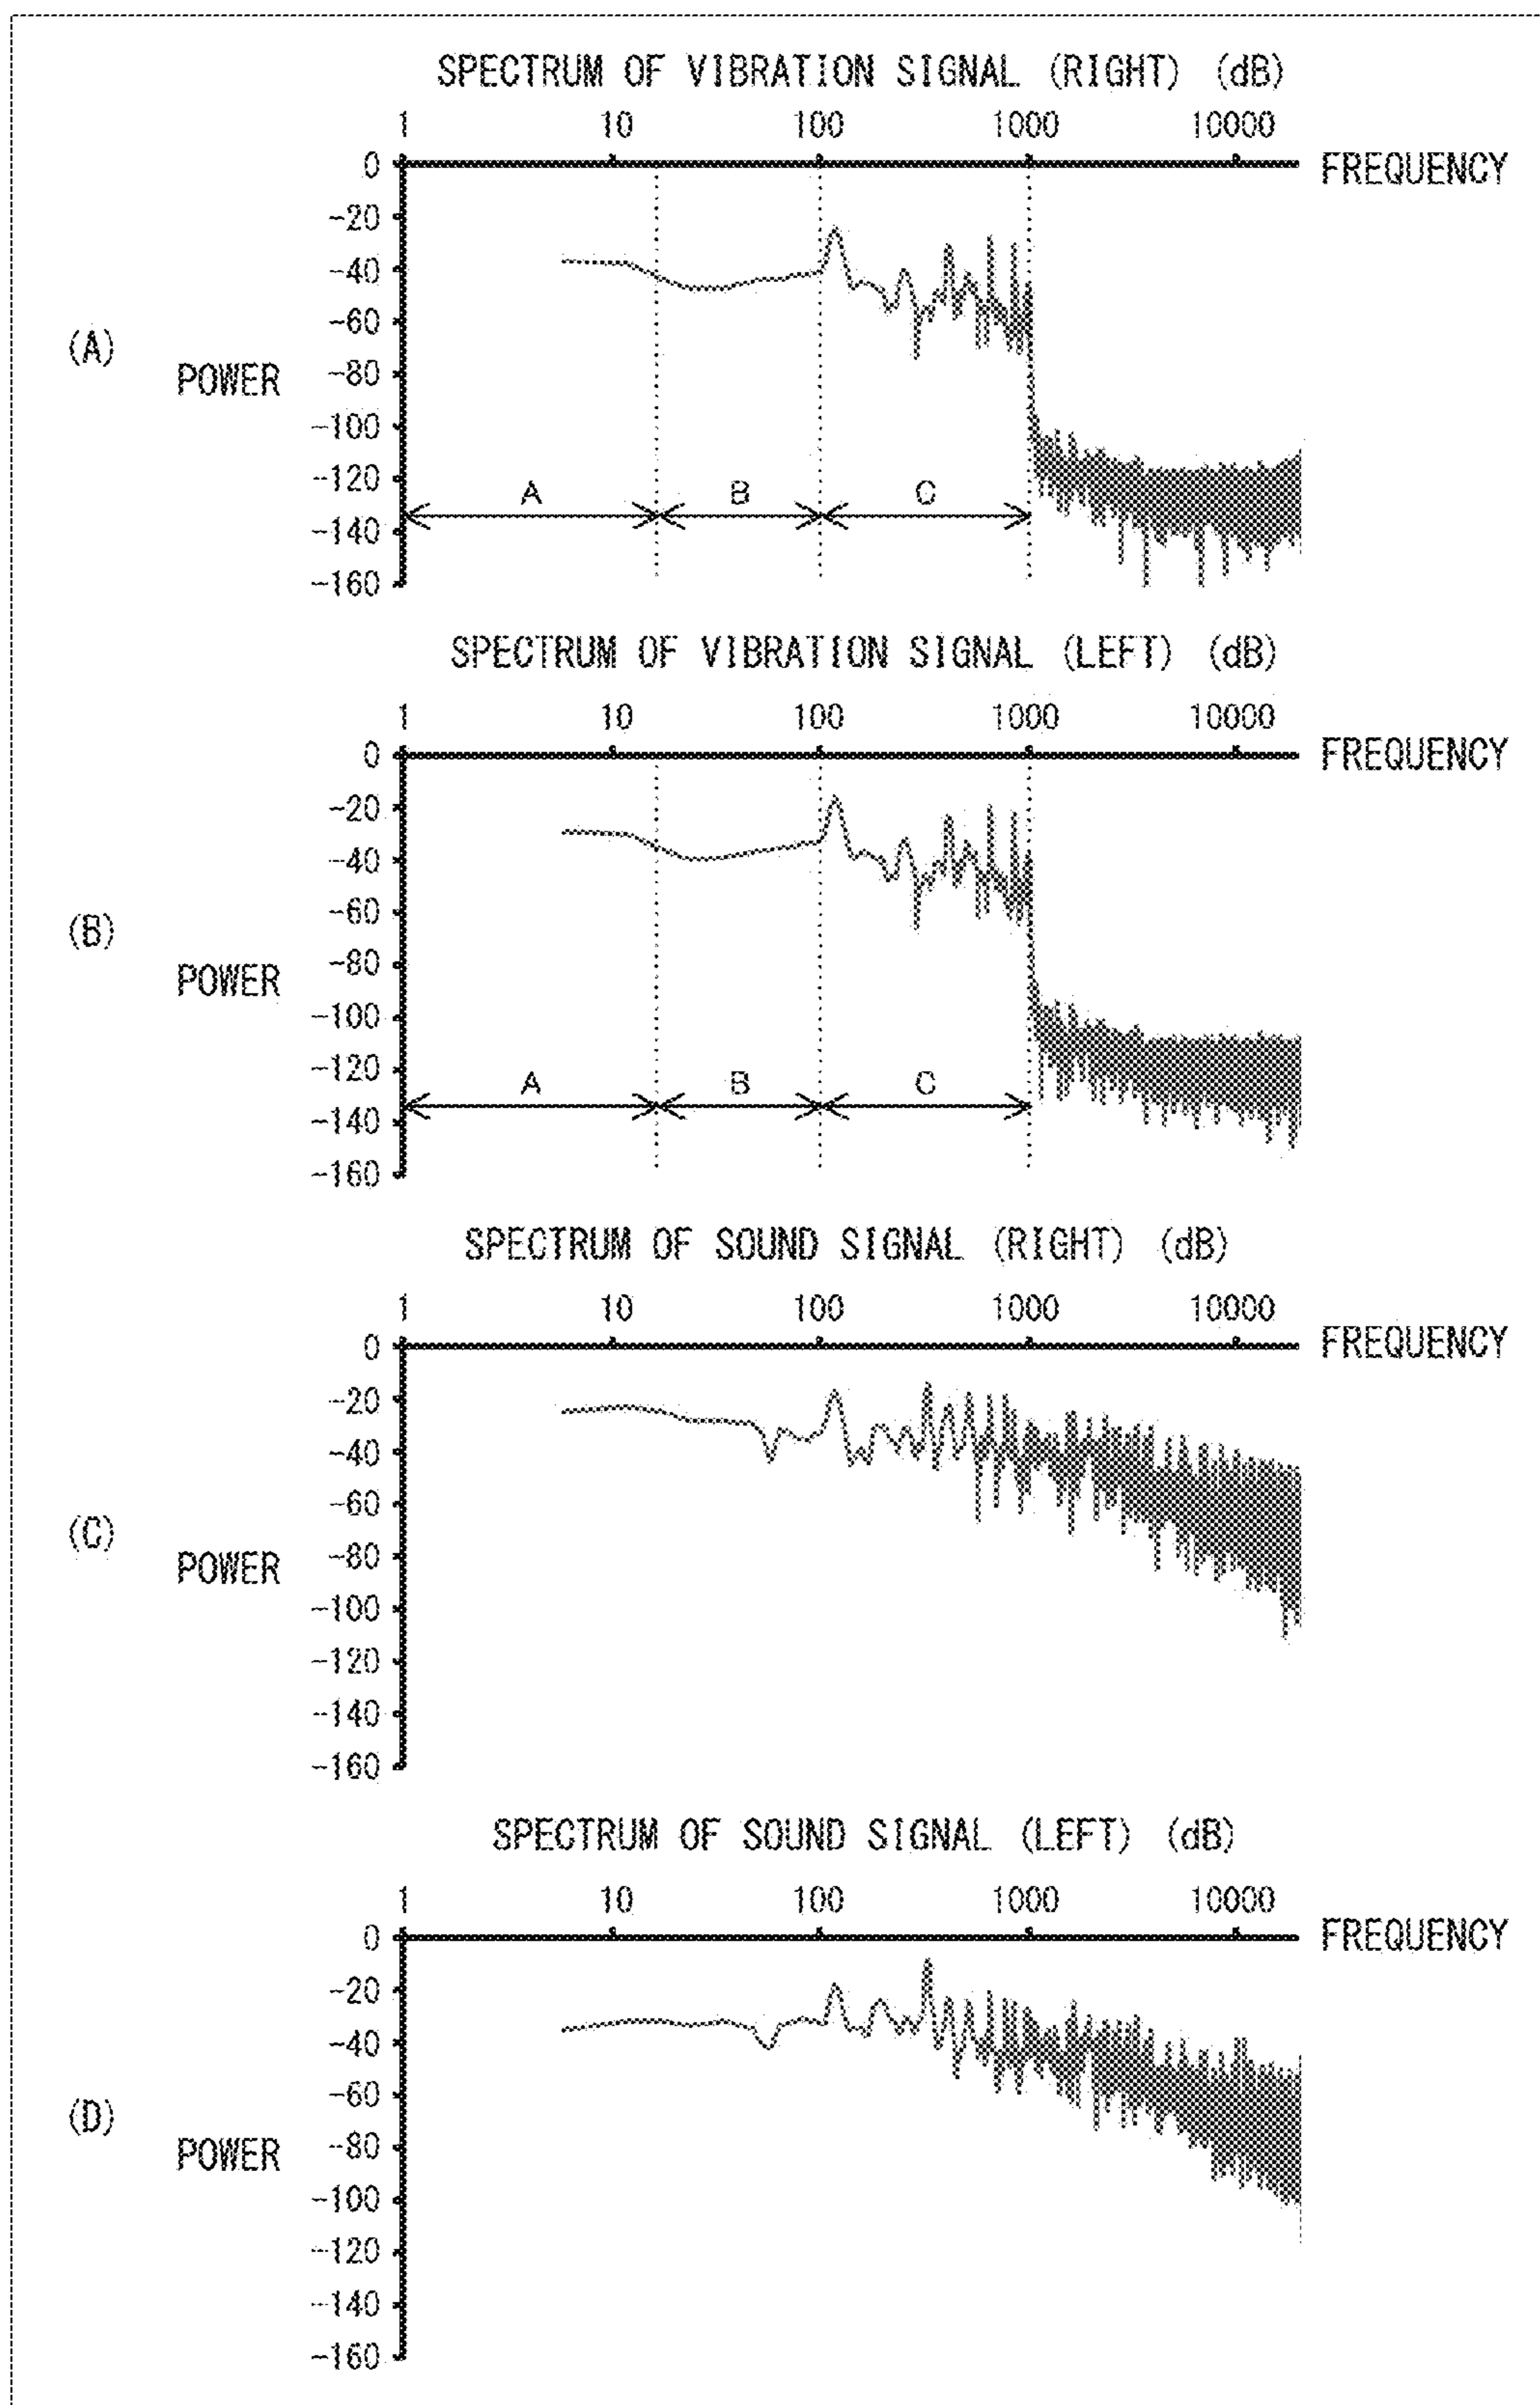 SPECTRUM OF VIBRATION SIGNAL (RIGHT) (dB)
1 10 100 1000 10000
0 FREQUENCY
-20
-40
-60
(A)
POWER -80
-100
-120
A B C
-140
-160
SPECTRUM OF VIBRATION SIGNAL (LEFT) (dB)
1 10 100 1000 10000
0 FREQUENCY
-20
-40
-60
(B)
POWER -80
-100
-120
A B C
-140
-160
SPECTRUM OF SOUND SIGNAL (RIGHT) (dB)
1 10 100 1000 10000
0 FREQUENCY
-20
-40
-60
(C)
POWER -80
-100
-120
-140
-160
SPECTRUM OF SOUND SIGNAL (LEFT) (dB)
1 10 100 1000 10000
0 FREQUENCY
-20
-40
-60
(D)
POWER -80
-100
-120
-140
-160